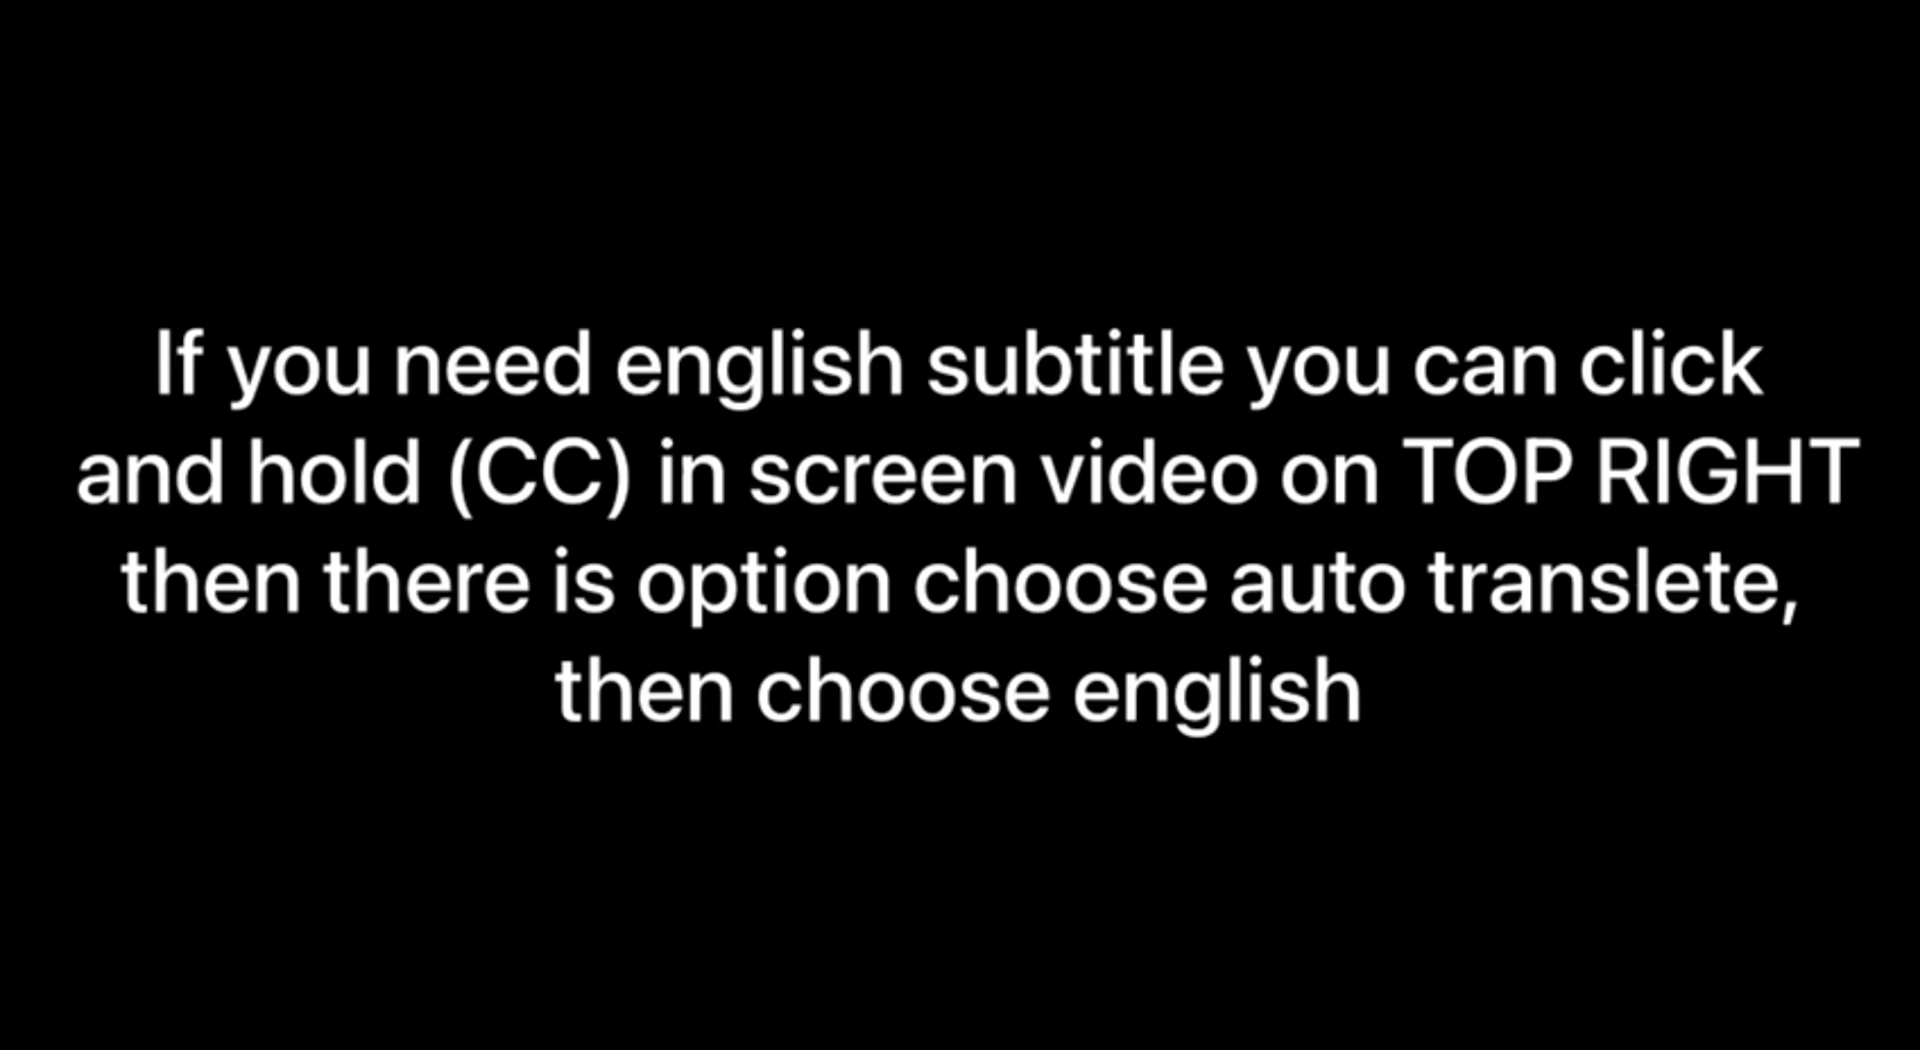 If you need english subtitle you can click
and hold (CC) in screen video on TOP RIGHT
then there is option choose auto translete,
then choose english